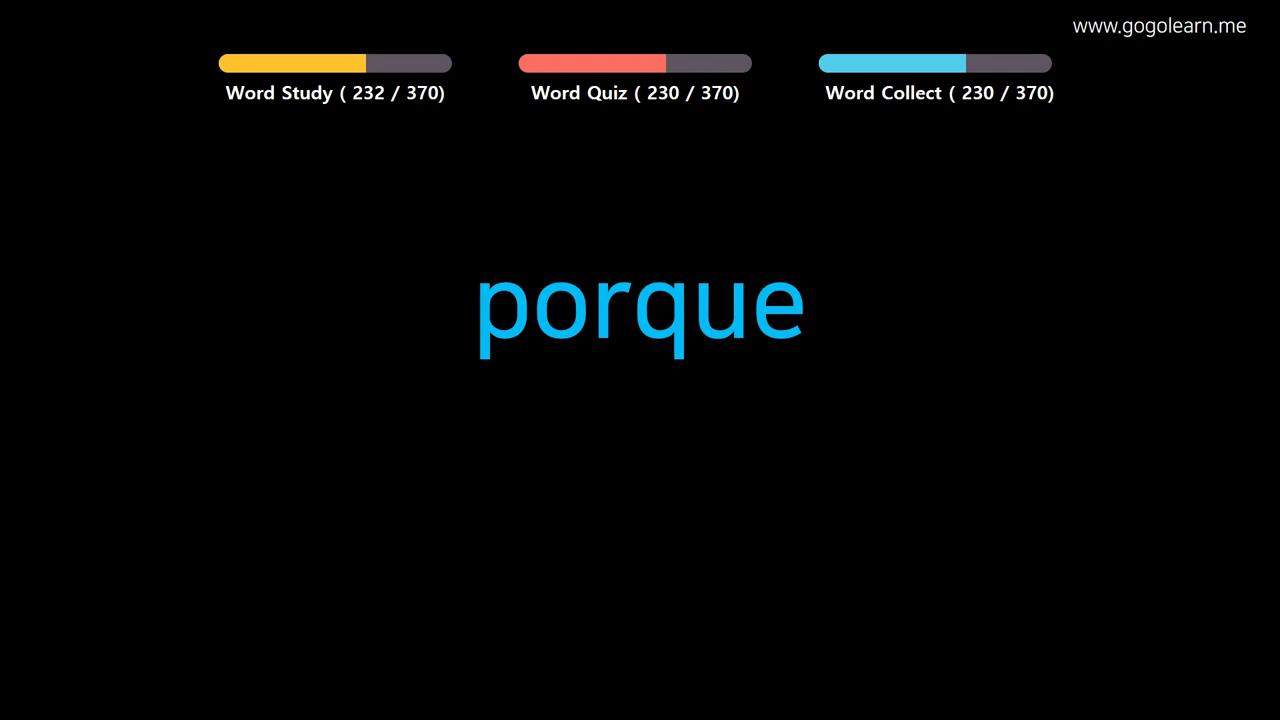 www.gogolearn.me
Word Study ( 232 / 370)
Word Quiz ( 230 / 370)
Word Collect ( 230 / 370)
porque